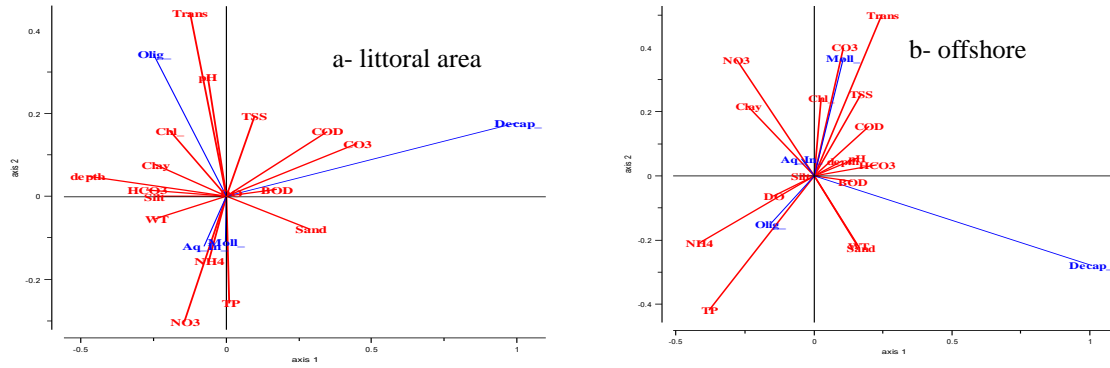 a- littoral area
0.4
0.2
0
-0.2
axis 2
-0.5
0
0.5
1
axis 1
Trans
Olig_
pH
TSS
Chl_
COD
CO3
Decap_
Clay
depth
HCO3
BOD
Silt
WT
Sand
Aq_In
Moll_
NH4
TP
NO3
b- offshore
0.4
0.2
0
-0.2
-0.4
axis 2
-0.5
0
0.5
1
axis 1
Trans
CO3
Moll_
NO3
Chl_
TSS
Clay
COD
Aq_In
pH
depth
HCO3
Silt
BOD
DO
Olig_
NH4
WT
Sand
Decap_
TP